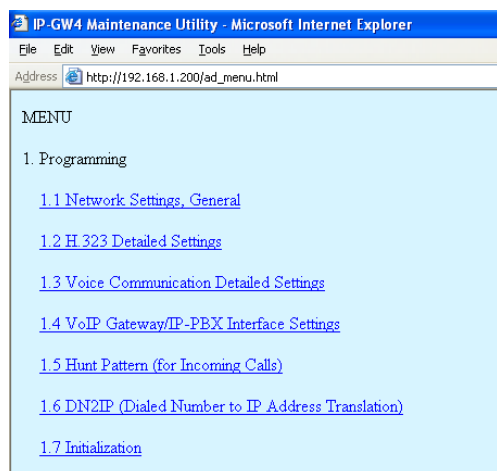 IP-GW4 Maintenance Utility - Microsoft Internet Explorer
File Edit View Favorites Tools Help
Address http://192.168.1.200/ad_menu.html
MENU
1. Programming
1.1 Network Settings, General
1.2 H.323 Detailed Settings
1.3 Voice Communication Detailed Settings
1.4 VoIP Gateway/IP-PBX Interface Settings
1.5 Hunt Pattern (for Incoming Calls)
1.6 DN2IP (Dialed Number to IP Address Translation)
1.7 Initialization